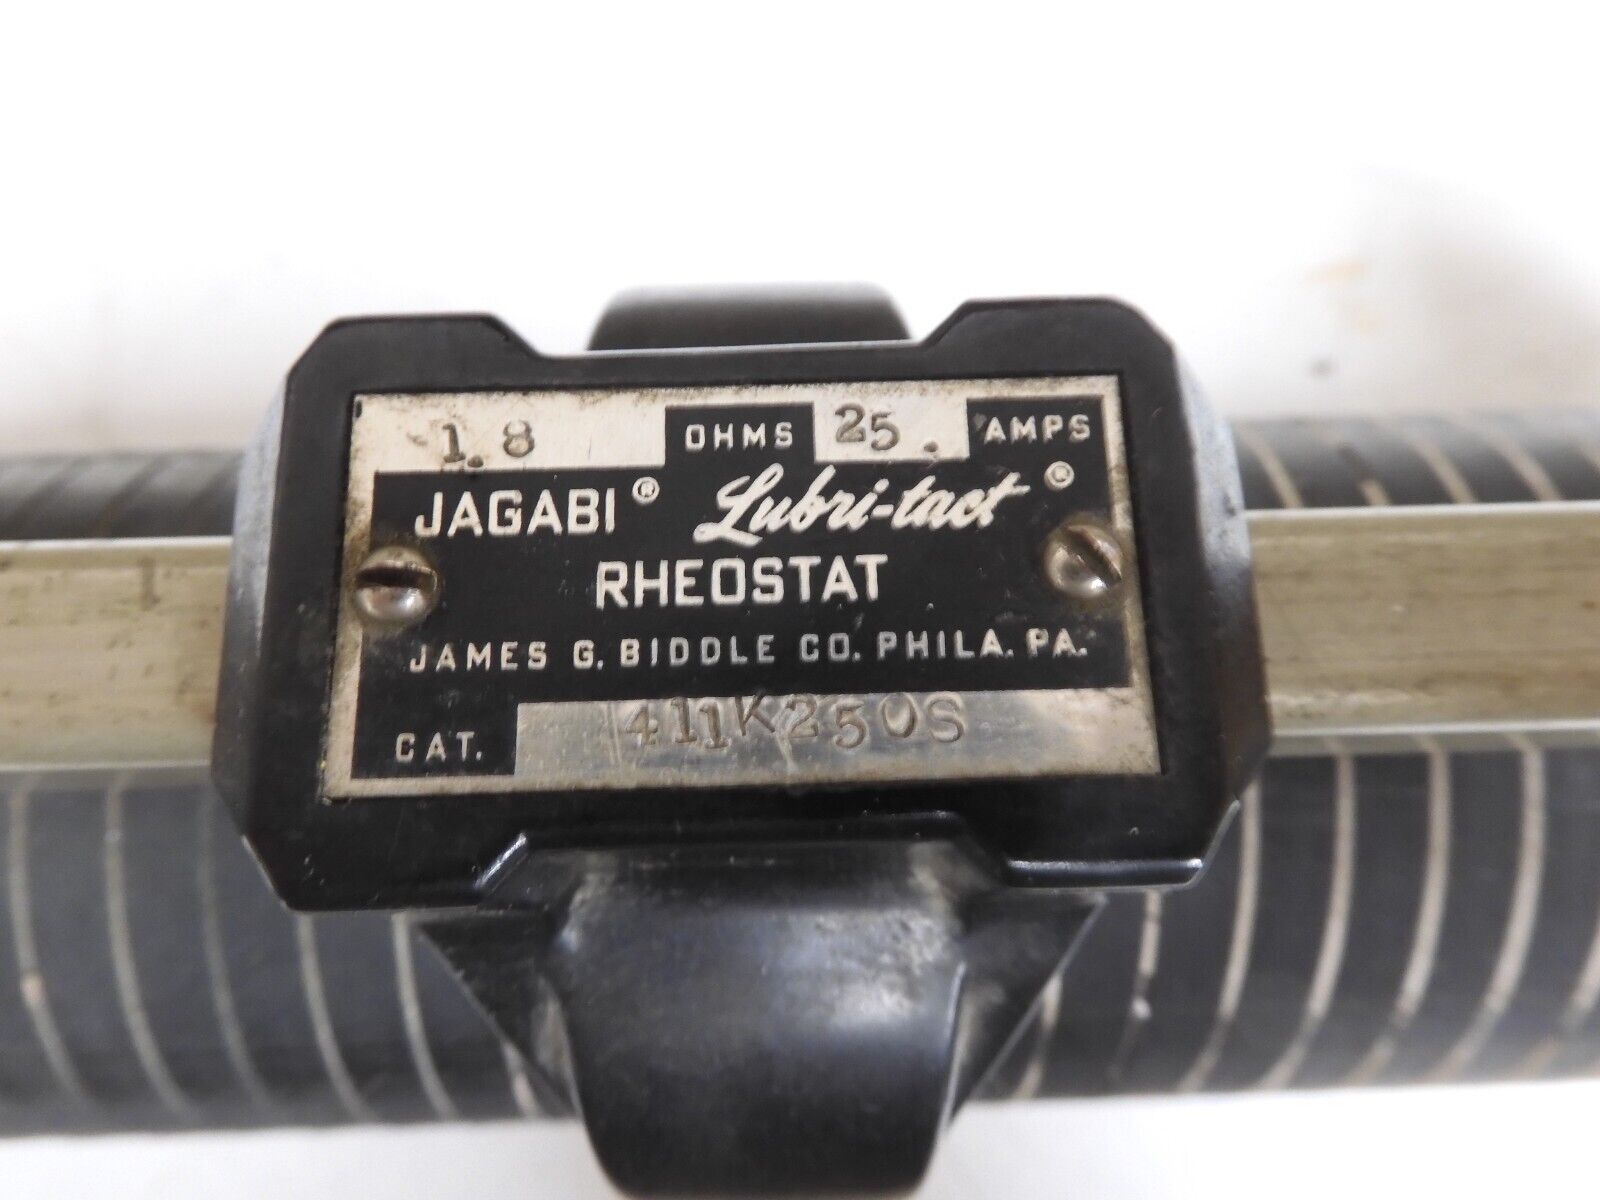 1.8 OHMS 25. AMPS
JAGABI® Lubri-tact®
RHEOSTAT
JAMES G. BIDDLE CO. PHILA. PA.
CAT. 411K250S